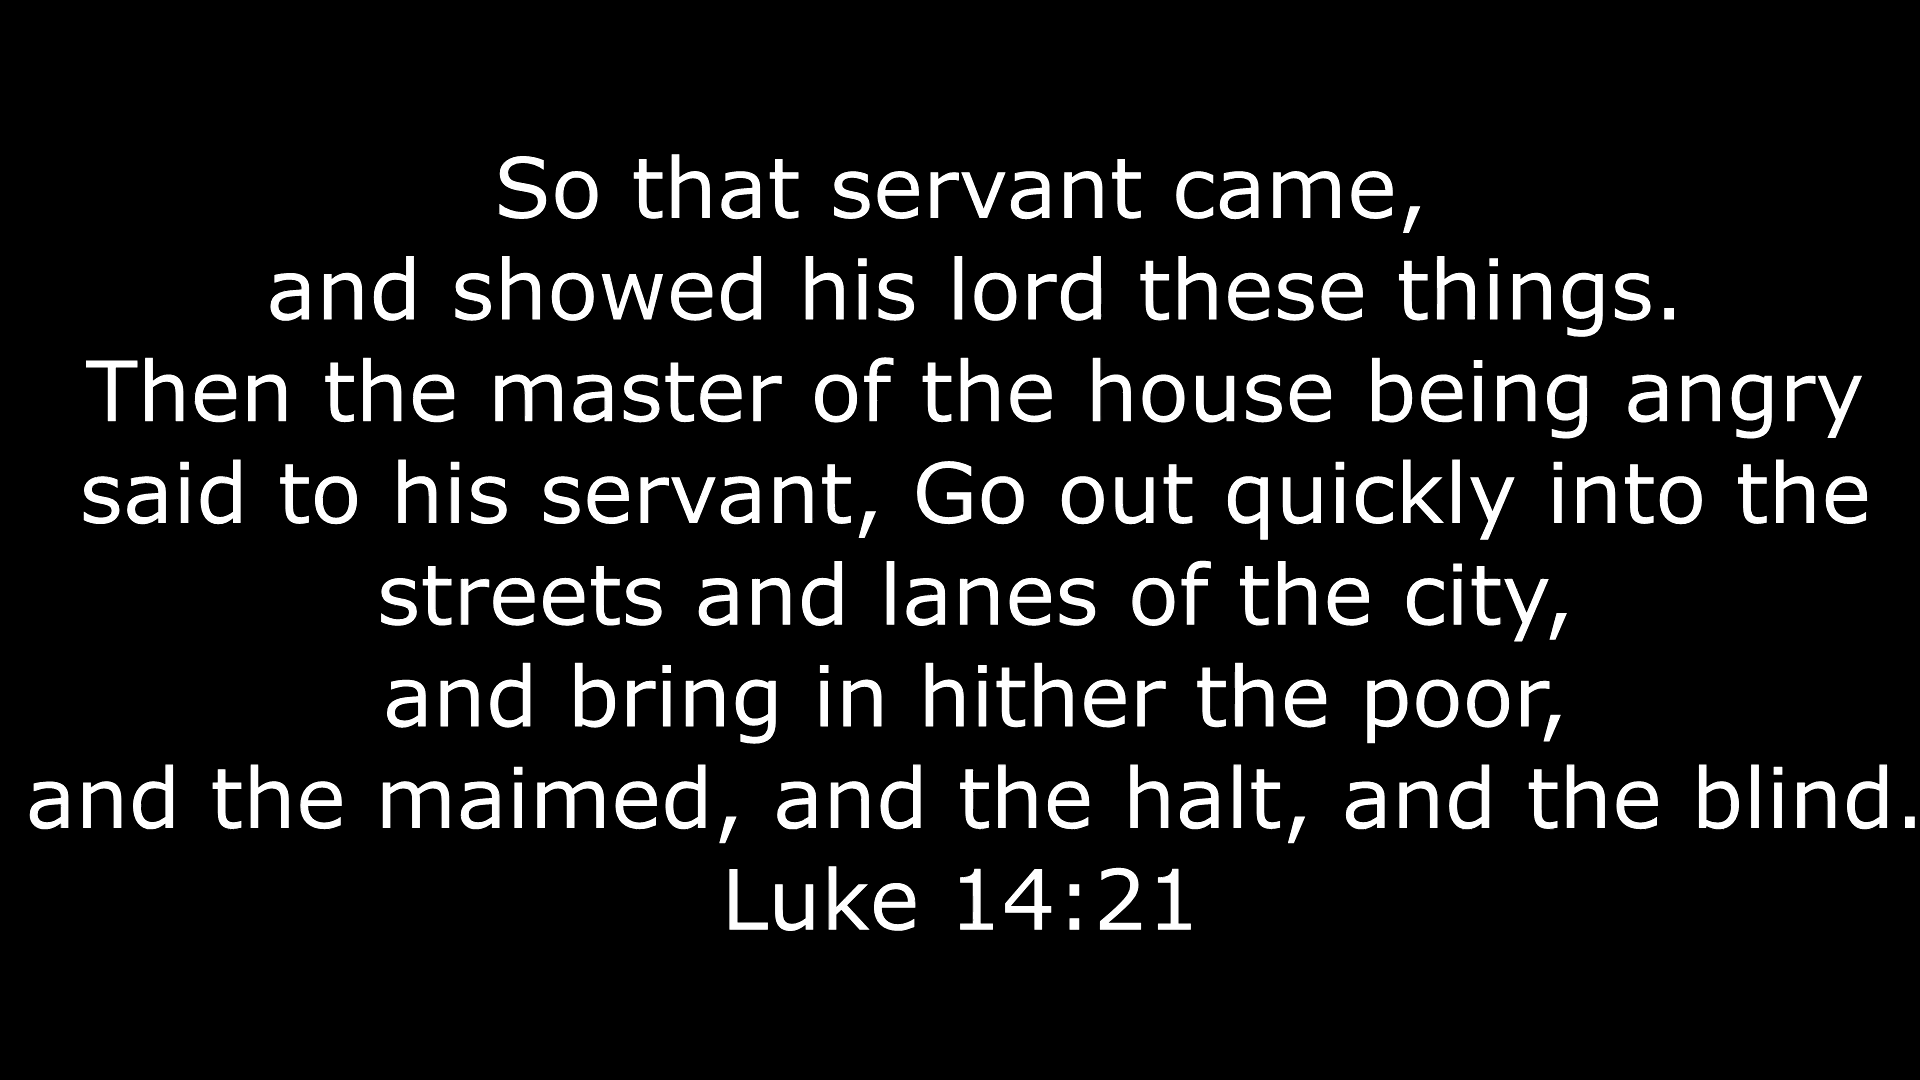 So that servant came,
and showed his lord these things.
Then the master of the house being angry
said to his servant, Go out quickly into the
streets and lanes of the city,
and bring in hither the poor,
and the maimed, and the halt, and the blind.
Luke 14:21